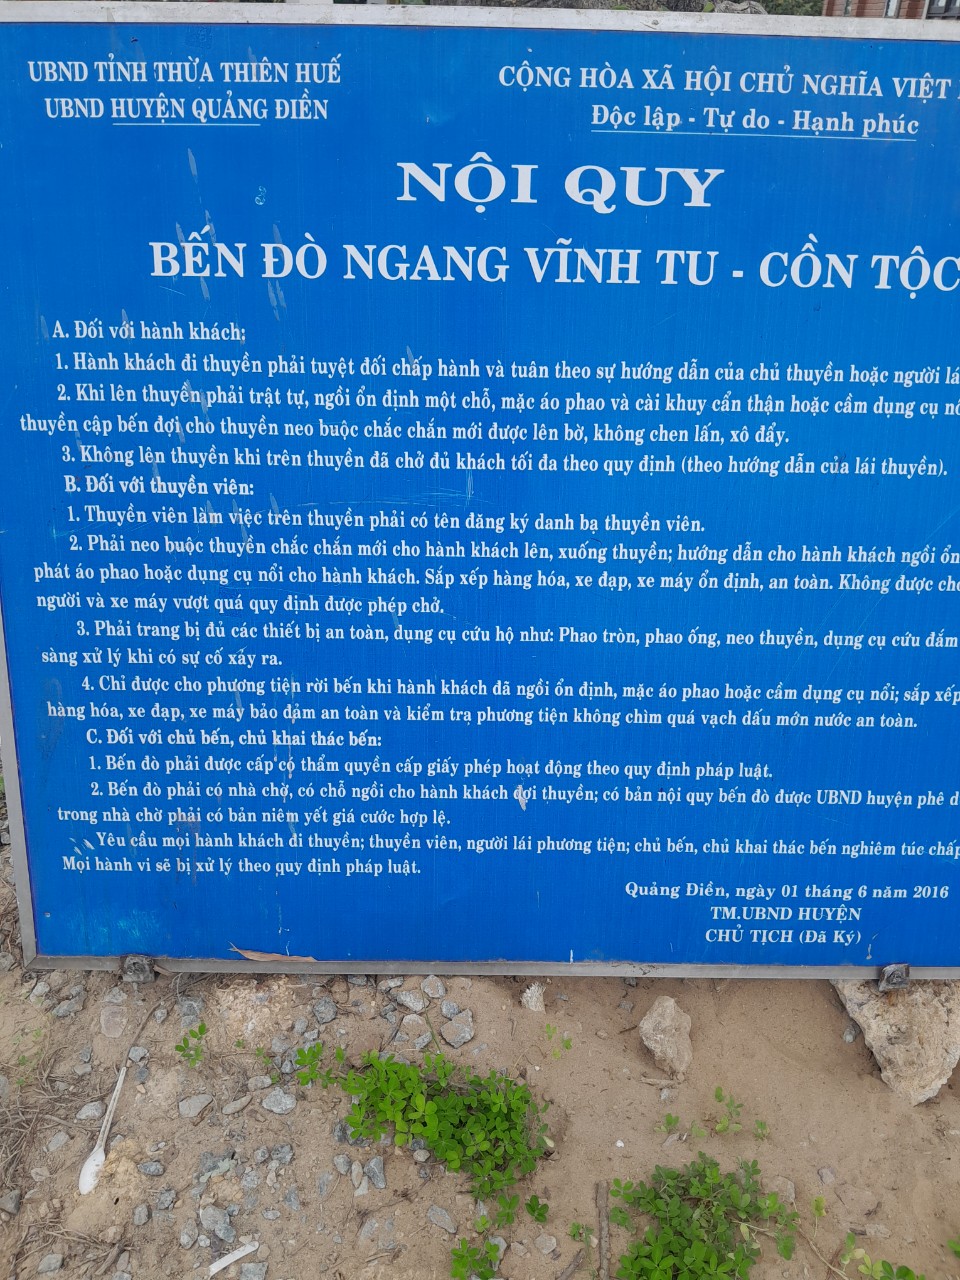 UBND TỈNH THỪA THIÊN HUẾ
UBND HUYỆN QUẢNG ĐIỀN
CỘNG HÒA XÃ HỘI CHỦ NGHĨA VIỆT
Độc lập - Tự do - Hạnh phúc
NỘI QUY
BẾN ĐÒ NGANG VĨNH TU - CỒN TỘC
A. Đối với hành khách;
1. Hành khách đi thuyền phải tuyệt đối chấp hành và tuân theo sự hướng dẫn của chủ thuyền hoặc người lá
2. Khi lên thuyền phải trật tự, ngồi ổn định một chỗ, mặc áo phao và cài khuy cẩn thận hoặc cầm dụng cụ nổ
thuyền cập bến đợi cho thuyền neo buộc chắc chắn mới được lên bờ, không chen lấn, xô đẩy.
3. Không lên thuyền khi trên thuyền đã chở đủ khách tối đa theo quy định (theo hướng dẫn của lái thuyền).
B. Đối với thuyền viên:
1. Thuyền viên làm việc trên thuyền phải có tên đăng ký danh bạ thuyền viên.
2. Phải neo buộc thuyền chắc chắn mới cho hành khách lên, xuống thuyền; hướng dẫn cho hành khách ngồi ổn
phát áo phao hoặc dụng cụ nổi cho hành khách. Sắp xếp hàng hóa, xe đạp, xe máy ổn định, an toàn. Không được chở
người và xe máy vượt quá quy định được phép chở.
3. Phải trang bị đủ các thiết bị an toàn, dụng cụ cứu hộ như: Phao tròn, phao ống, neo thuyền, dụng cụ cứu đắm
sàng xử lý khi có sự cố xảy ra.
4. Chỉ được cho phương tiện rời bến khi hành khách đã ngồi ổn định, mặc áo phao hoặc cầm dụng cụ nổi; sắp xếp
hàng hóa, xe đạp, xe máy bảo đảm an toàn và kiểm tra phương tiện không chìm quá vạch dấu mớn nước an toàn.
C. Đối với chủ bến, chủ khai thác bến:
1. Bến đò phải được cấp có thẩm quyền cấp giấy phép hoạt động theo quy định pháp luật.
2. Bến đò phải có nhà chờ, có chỗ ngồi cho hành khách đợi thuyền; có bản nội quy bến đò được UBND huyện phê d
trong nhà chờ phải có bản niêm yết giá cước hợp lệ.
Yêu cầu mọi hành khách đi thuyền; thuyền viên, người lái phương tiện; chủ bến, chủ khai thác bến nghiêm túc chấp
Mọi hành vi sẽ bị xử lý theo quy định pháp luật.
Quảng Điền, ngày 01 tháng 6 năm 2016
TM.UBND HUYỆN
CHỦ TỊCH (Đã Ký)